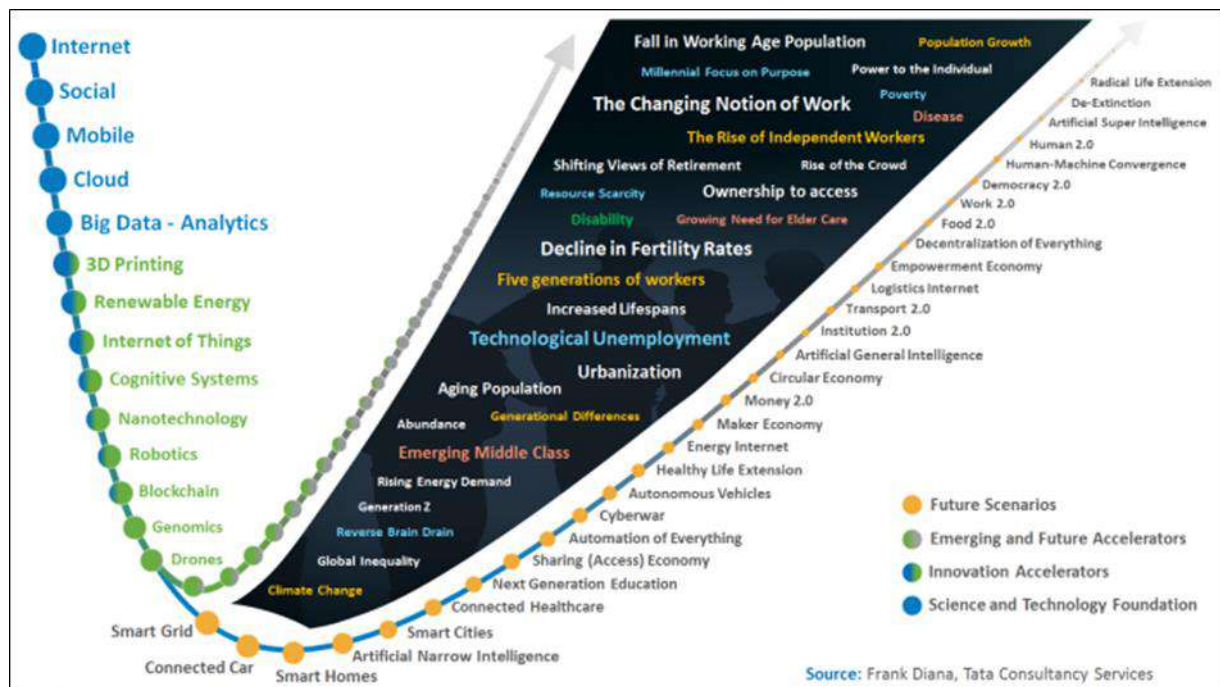 Internet
Social
Mobile
Cloud
Big Data - Analytics
3D Printing
Renewable Energy
Internet of Things
Cognitive Systems
Nanotechnology
Robotics
Blockchain
Genomics
Drones
Fall in Working Age Population
Population Growth
Millennial Focus on Purpose
Power to the Individual
The Changing Notion of Work
Poverty
Disease
The Rise of Independent Workers
Shifting Views of Retirement
Rise of the Crowd
Resource Scarcity
Ownership to access
Disability
Growing Need for Elder Care
Decline in Fertility Rates
Five generations of workers
Increased Lifespans
Technological Unemployment
Urbanization
Aging Population
Abundance
Generational Differences
Emerging Middle Class
Rising Energy Demand
Generation Z
Reverse Brain Drain
Global Inequality
Climate Change
Radical Life Extension
De-Extinction
Artificial Super Intelligence
Human 2.0
Human-Machine Convergence
Democracy 2.0
Work 2.0
Food 2.0
Decentralization of Everything
Empowerment Economy
Logistics Internet
Transport 2.0
Institution 2.0
Artificial General Intelligence
Circular Economy
Money 2.0
Maker Economy
Energy Internet
Healthy Life Extension
Autonomous Vehicles
Cyberwar
Automation of Everything
Sharing (Access) Economy
Next Generation Education
Connected Healthcare
Smart Cities
Artificial Narrow Intelligence
Smart Homes
Connected Car
Smart Grid
Future Scenarios
Emerging and Future Accelerators
Innovation Accelerators
Science and Technology Foundation
Source: Frank Diana, Tata Consultancy Services